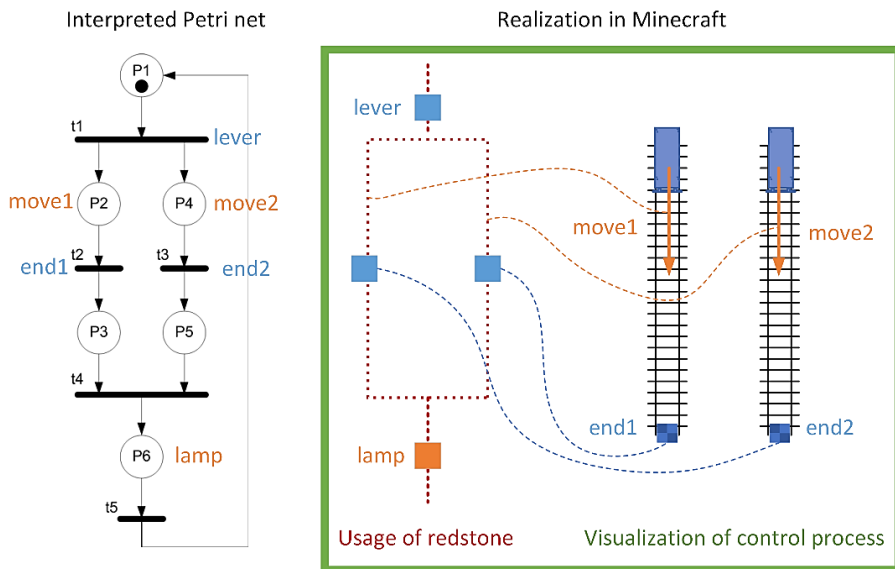 Interpreted Petri net
P1
t1
lever
move1
P2
P4
move2
end1
t2
t3
end2
P3
P5
t4
P6
lamp
t5
Realization in Minecraft
lever
move1
move2
end1
end2
lamp
Usage of redstone
Visualization of control process